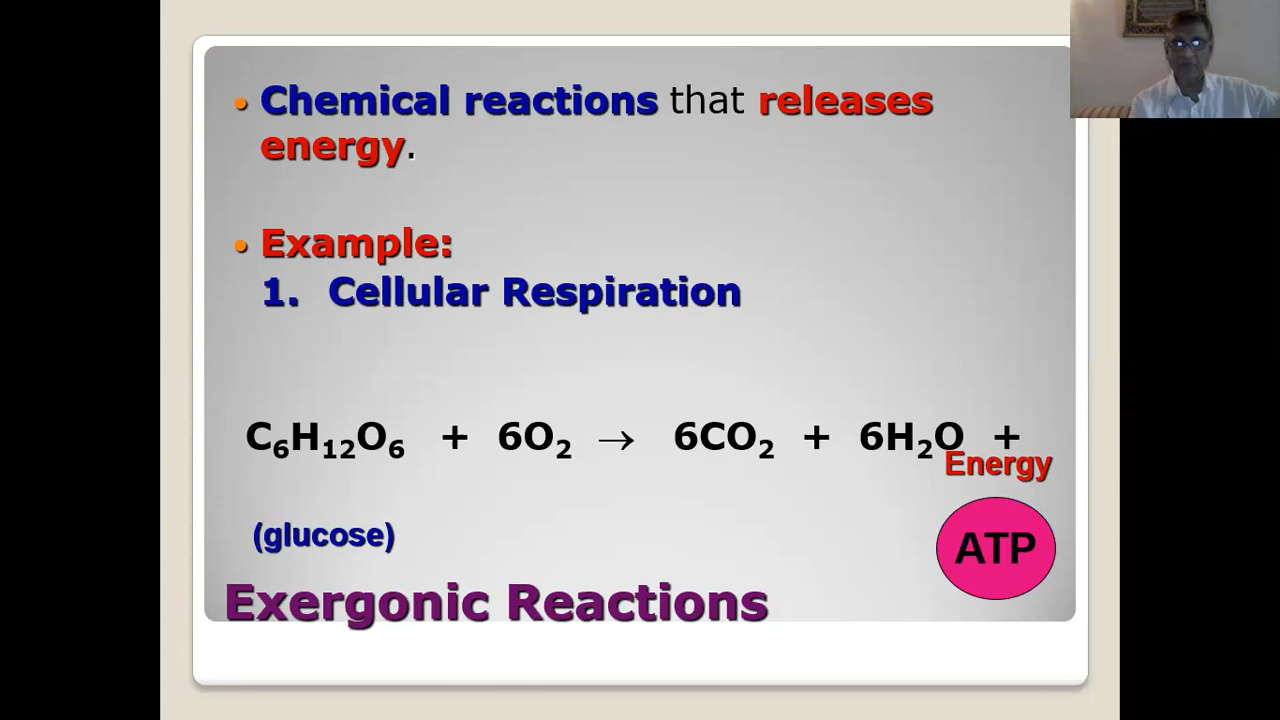 • Chemical reactions that releases
energy.
• Example:
1. Cellular Respiration
C₆H₁₂O₆ + 6O₂ → 6CO₂ + 6H₂O +
Energy
(glucose)
ATP
Exergonic Reactions